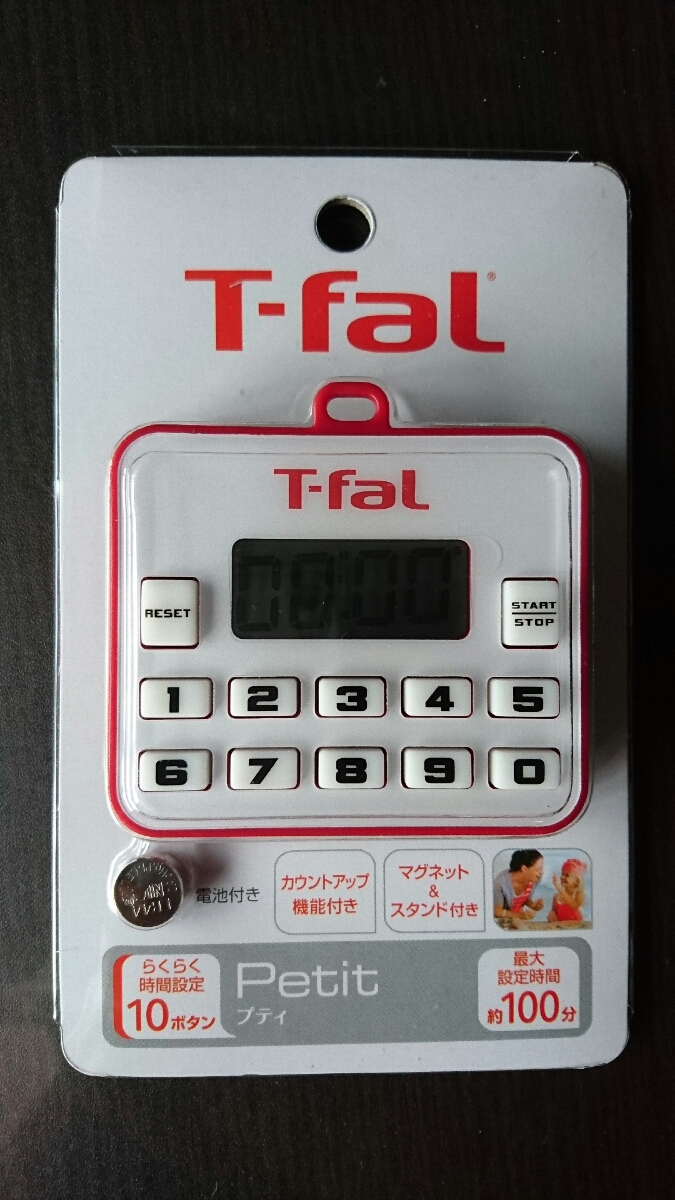 T-fal®
T-fal
RESET
START
STOP
1 2 3 4 5
6 7 8 9 0
LR44
電池付き
カウントアップ
機能付き
マグネット
&
スタンド付き
らくらく
時間設定
10ボタン
Petit
プティ
最大
設定時間
約100分